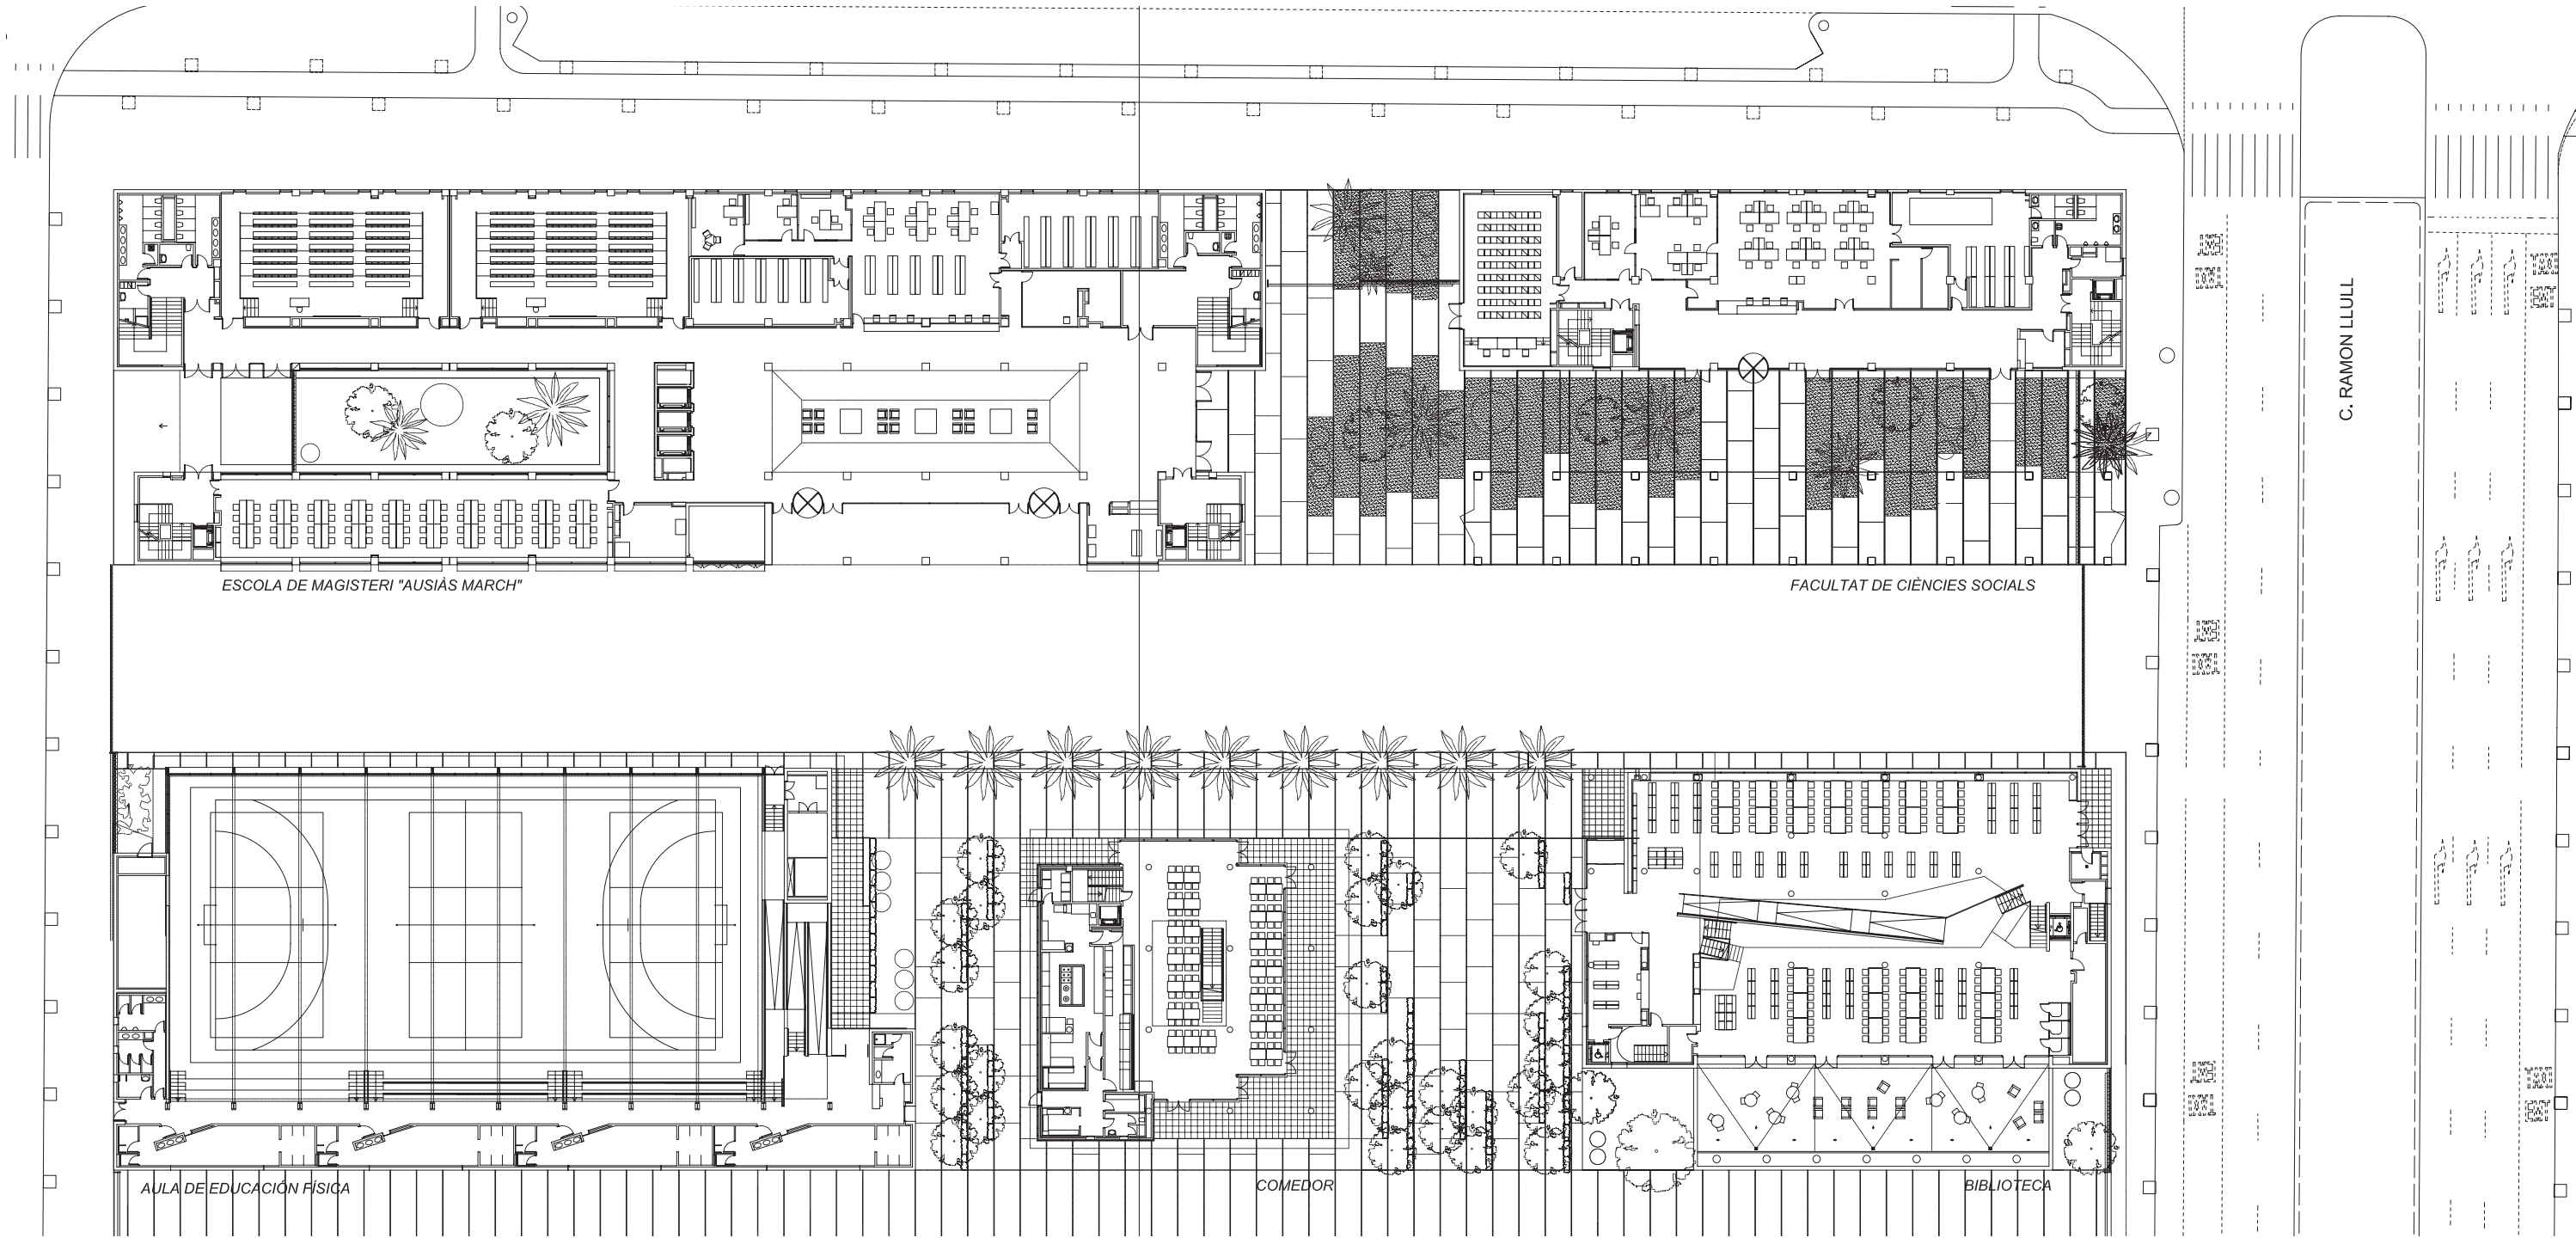 C. RAMON LLULL
ESCOLA DE MAGISTERI "AUSIÀS MARCH"
FACULTAT DE CIÈNCIES SOCIALS
AULA DE EDUCACIÓN FÍSICA
COMEDOR
BIBLIOTECA